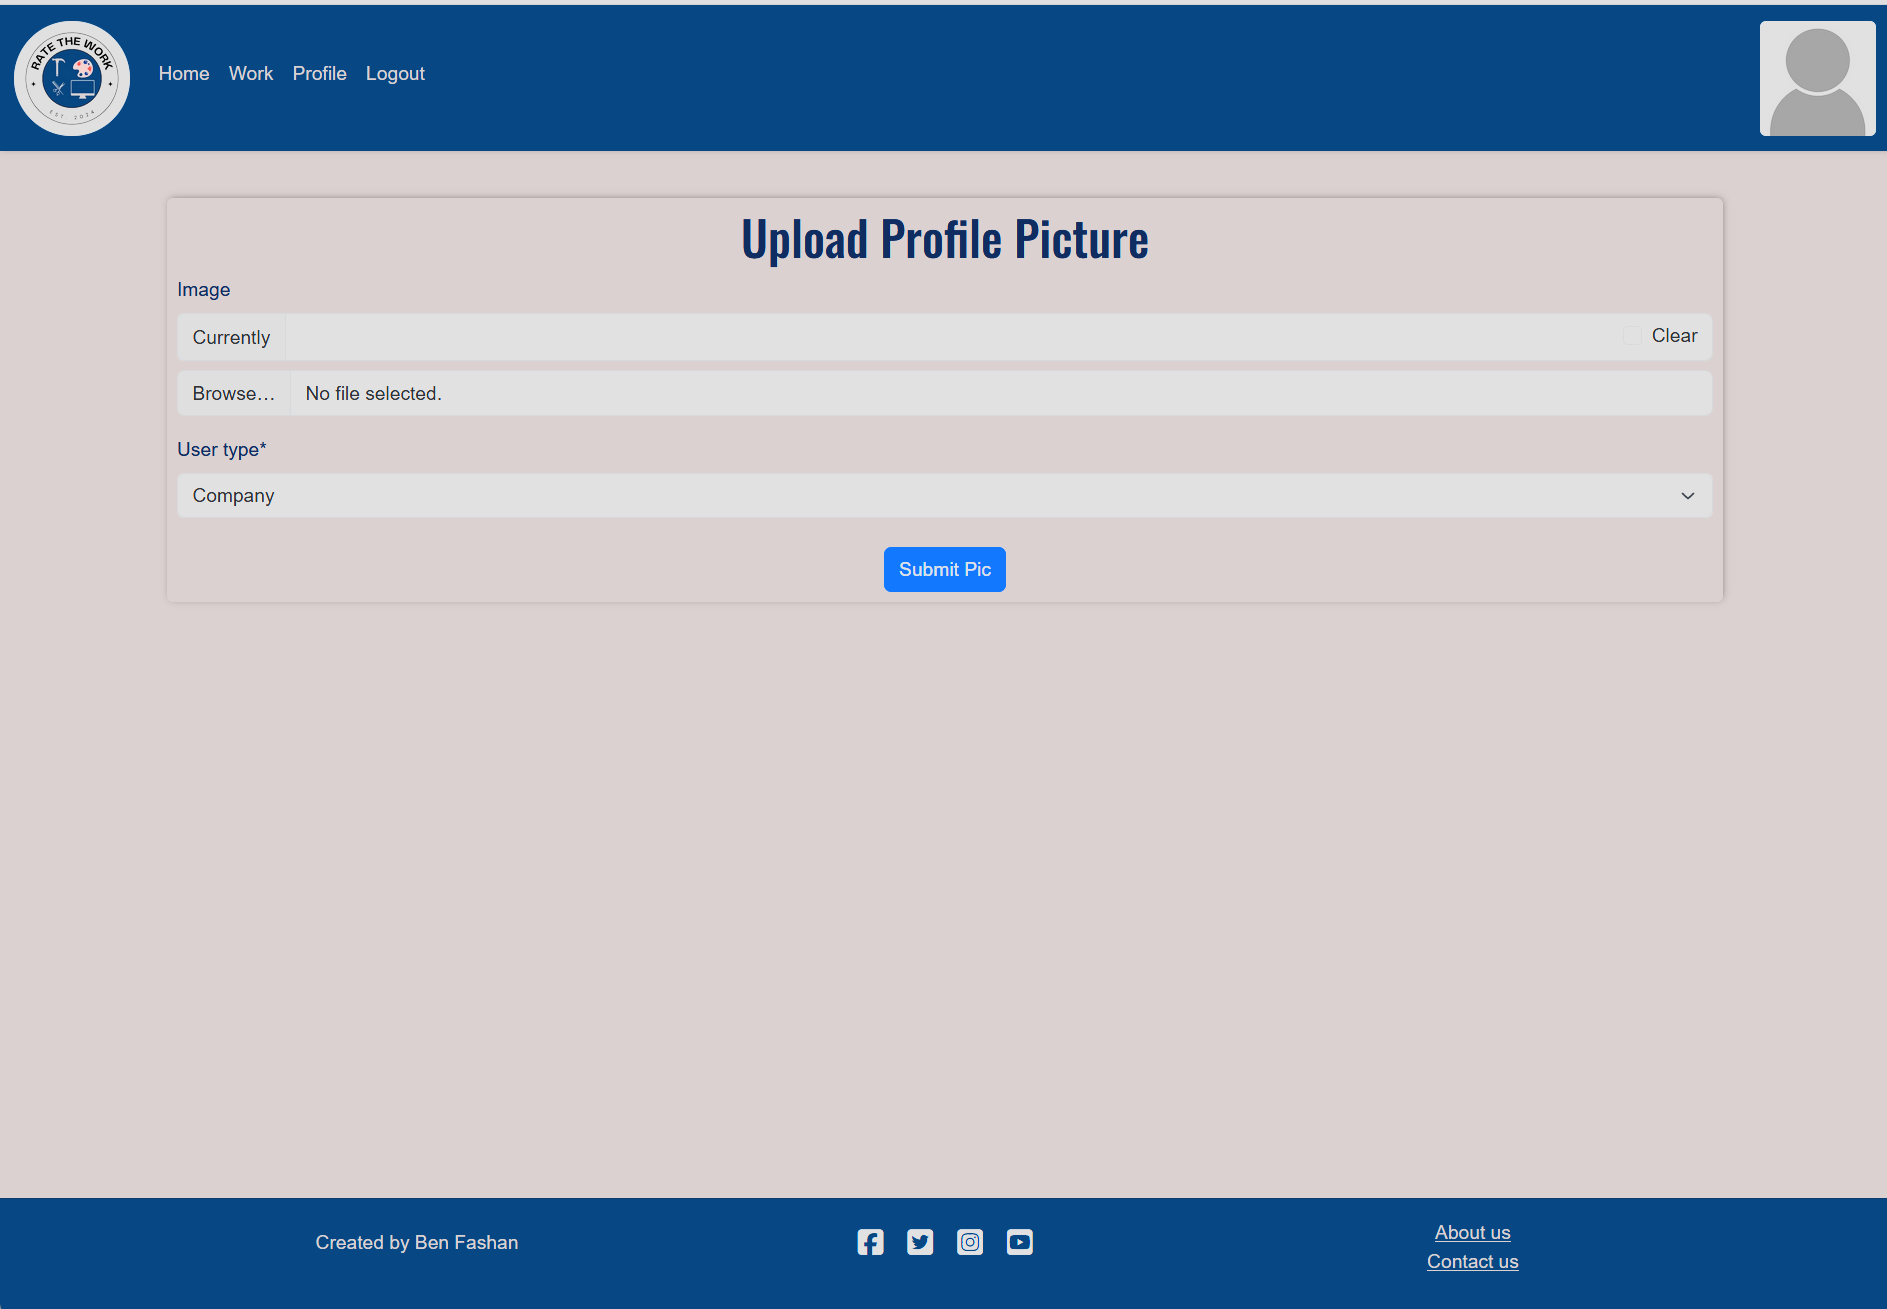 RATE THE WORK
EST 2024
Home Work Profile Logout
Upload Profile Picture
Image
Currently Clear
Browse… No file selected.
User type*
Company
Submit Pic
Created by Ben Fashan
About us
Contact us